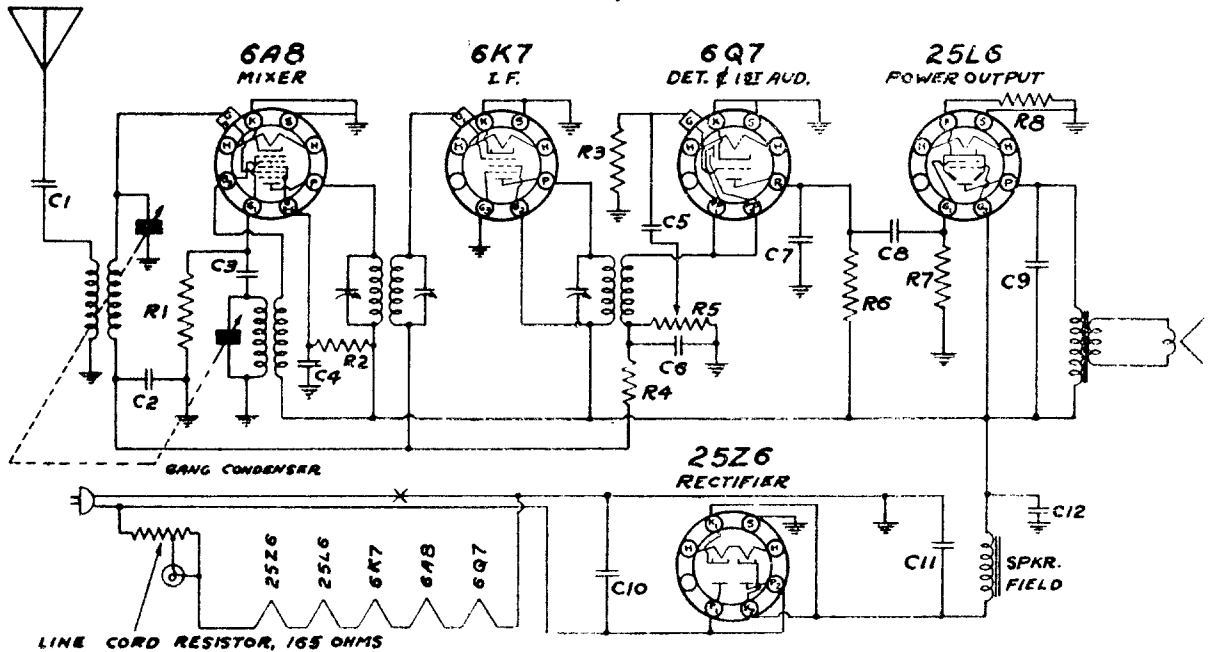 6A8
MIXER
6K7
I.F.
6Q7
DET. & 1ST AUD.
25L6
POWER OUTPUT
R8
R3
C1
C5
C7
C8
C3
R1
R2
C4
R5
C6
R4
R6
R7
C9
C2
GANG CONDENSER
25Z6
RECTIFIER
C12
25Z6
25L6
6K7
6A8
6Q7
C10
C11
SPKR.
FIELD
LINE CORD RESISTOR, 165 OHMS